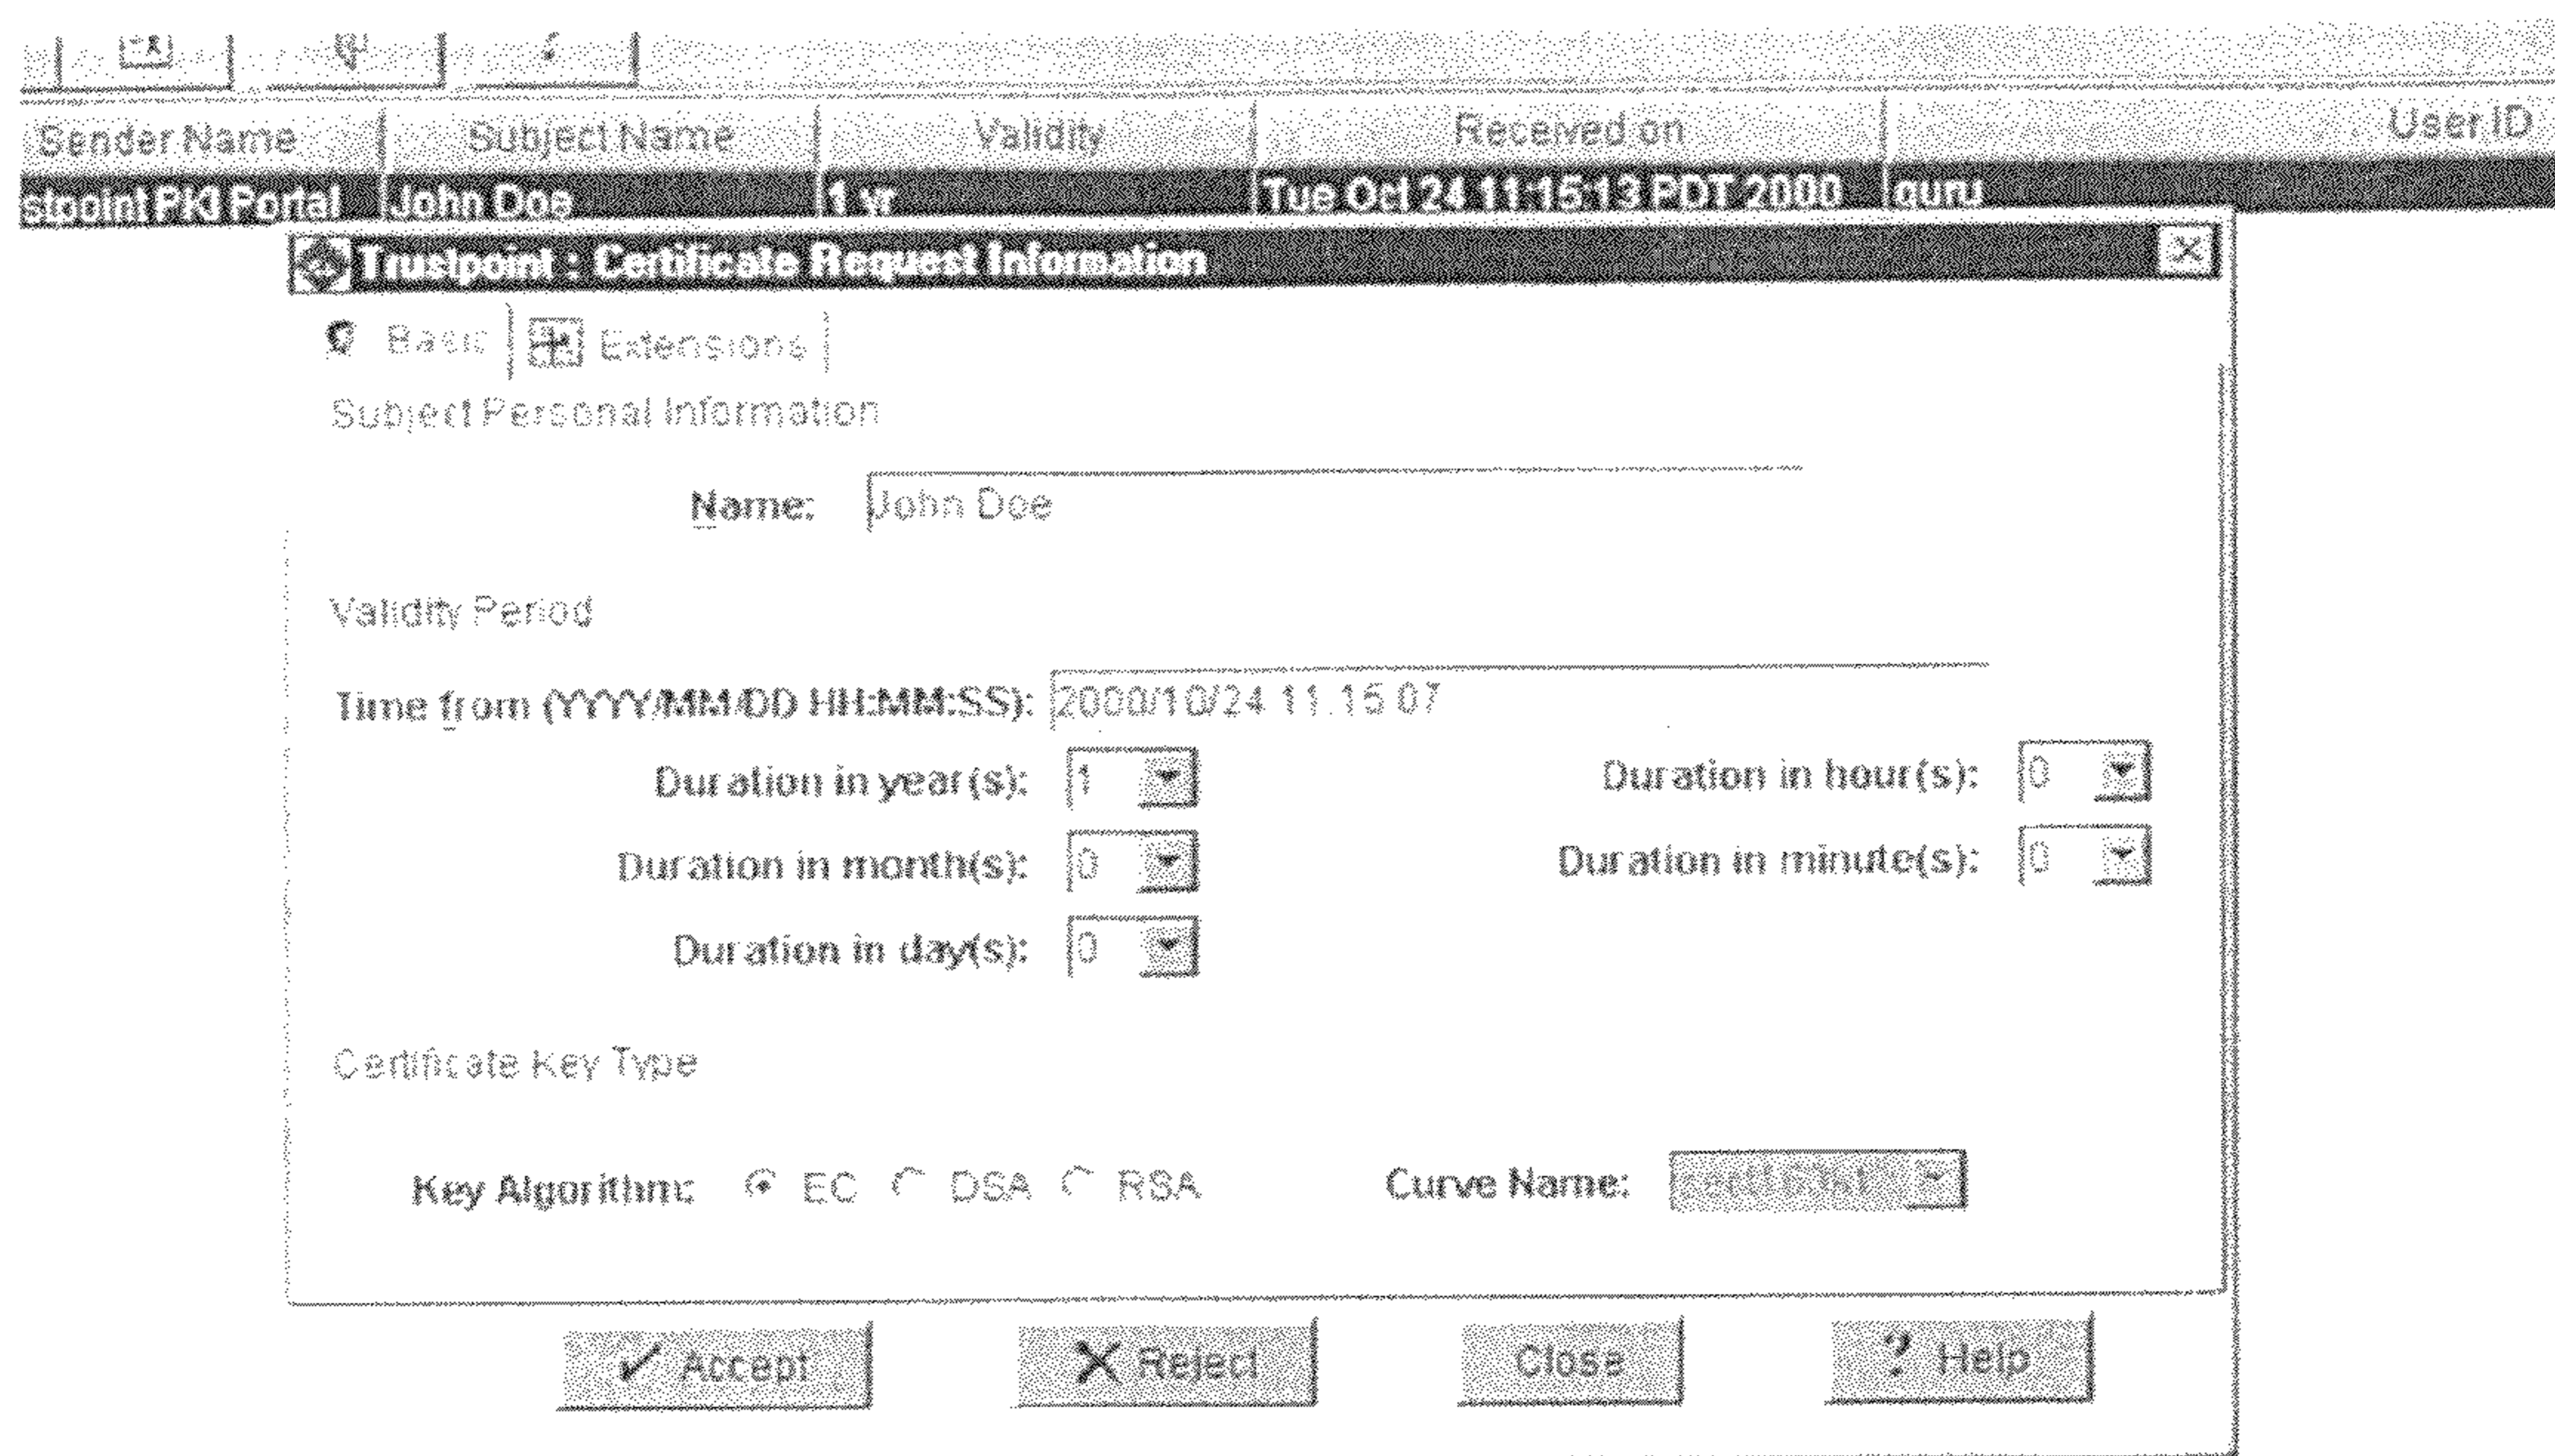 Sender Name Subject Name Validity Received on User ID
stpoint PKI Portal John Doe 1 yr Tue Oct 24 11:15:13 PDT 2000 guru
Trustpoint : Certificate Request Information
Basic Extensions
Subject Personal Information
Name: John Doe
Validity Period
Time from (YYYY/MM/DD HH:MM:SS): 2000/10/24 11:15:07
Duration in year(s): 1 Duration in hour(s): 0
Duration in month(s): 0 Duration in minute(s): 0
Duration in day(s): 0
Certificate Key Type
Key Algorithm: EC DSA RSA Curve Name:
Accept Reject Close Help